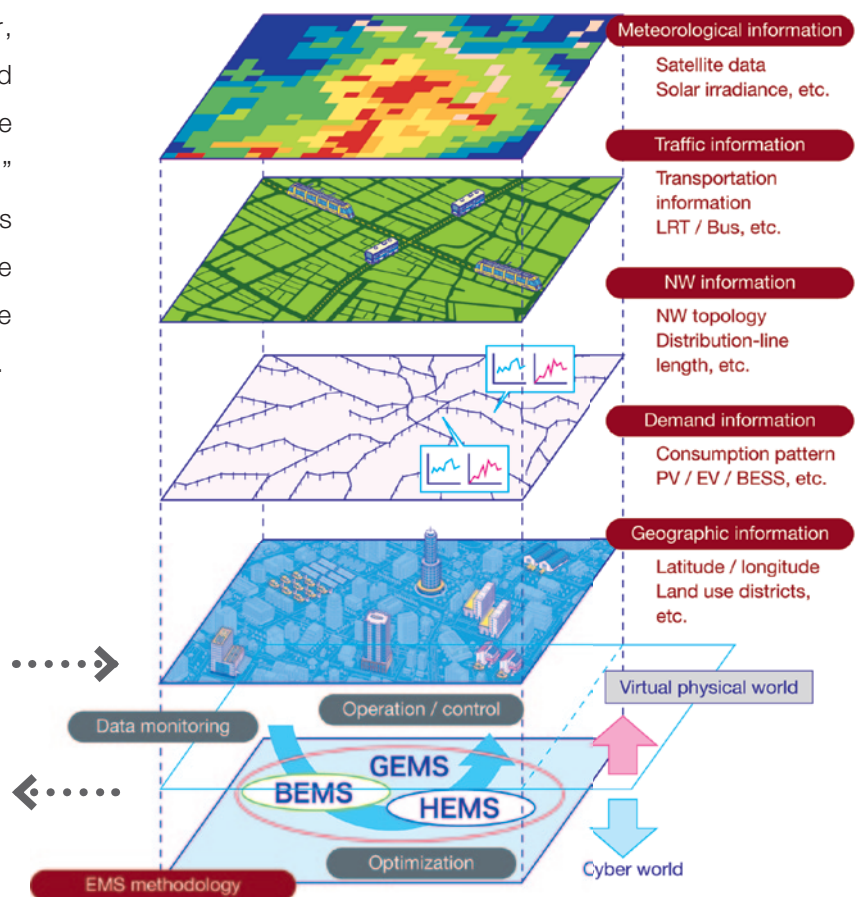 r,
d
e
”
s
e
e
.
Meteorological information
Satellite data
Solar irradiance, etc.
Traffic information
Transportation
information
LRT / Bus, etc.
NW information
NW topology
Distribution-line
length, etc.
Demand information
Consumption pattern
PV / EV / BESS, etc.
Geographic information
Latitude / longitude
Land use districts,
etc.
Virtual physical world
Data monitoring
Operation / control
GEMS
BEMS
HEMS
Optimization
Cyber world
EMS methodology